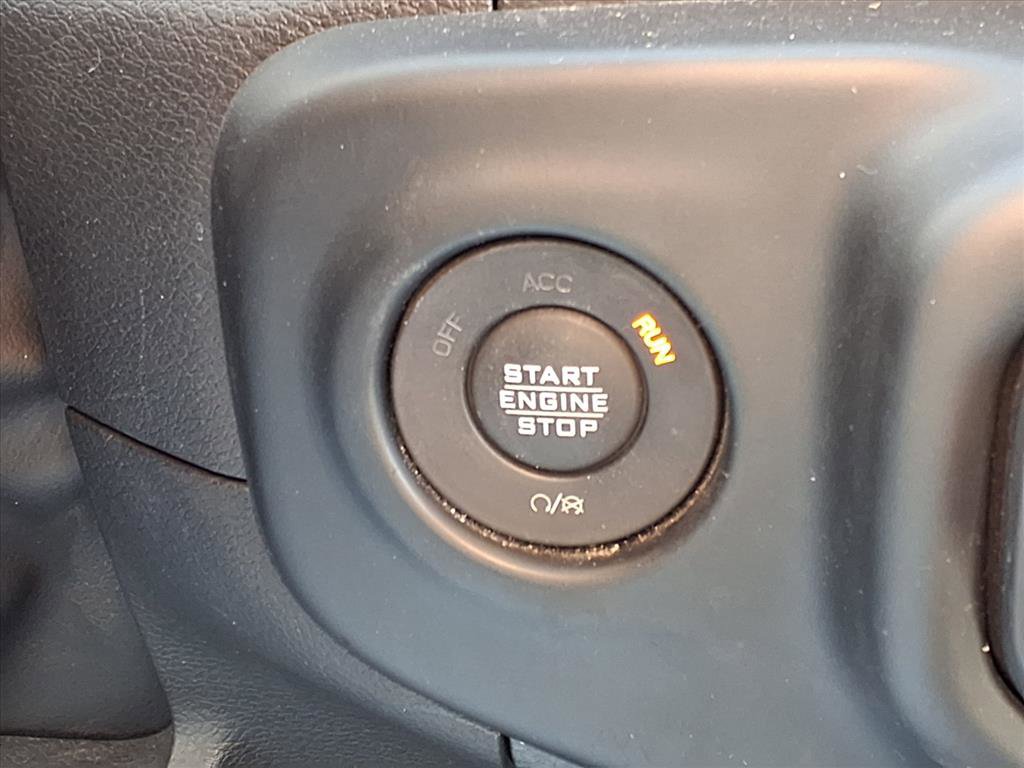 ACC
OFF
RUN
START
ENGINE
STOP